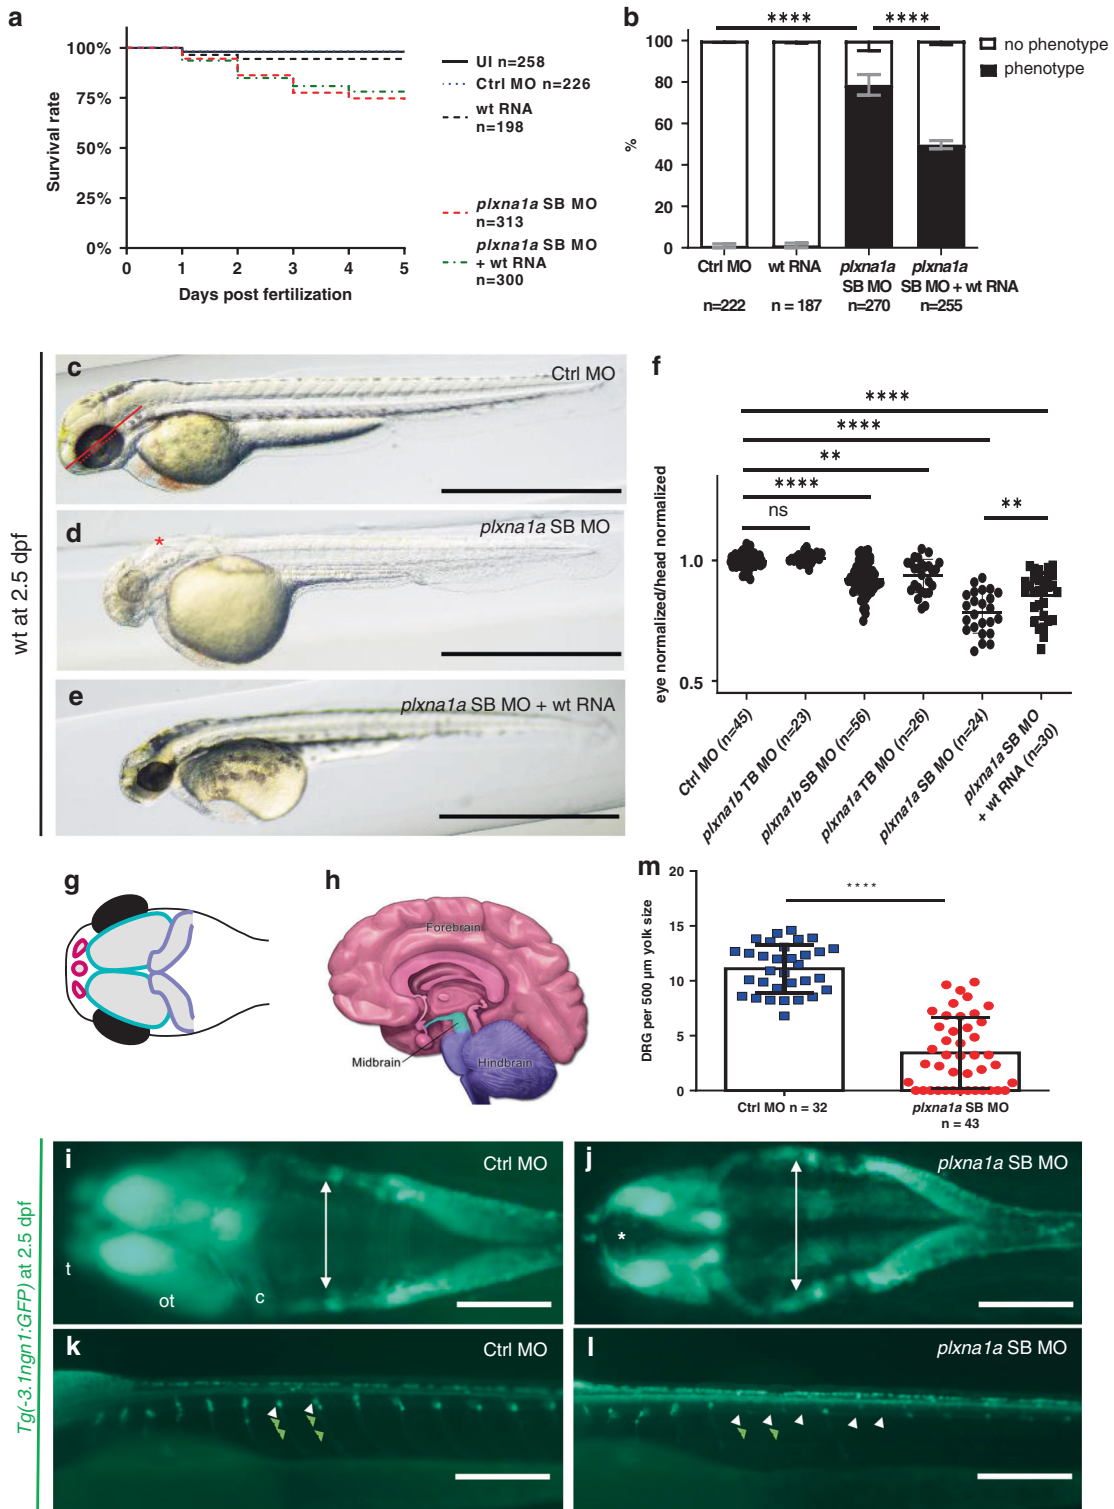 a
100%
75%
50%
25%
0%
Survival rate
0 1 2 3 4 5
Days post fertilization
UI n=258
Ctrl MO n=226
wt RNA
n=198
plxna1a SB MO
n=313
plxna1a SB MO
+ wt RNA
n=300
b
**** ****
100
80
60
40
20
0
%
no phenotype
phenotype
Ctrl MO wt RNA plxna1a plxna1a
SB MO SB MO + wt RNA
n=222 n = 187 n=270 n=255
wt at 2.5 dpf
c
Ctrl MO
d
*
plxna1a SB MO
e
plxna1a SB MO + wt RNA
f
****
****
**
****
**
ns
1.0
0.5
eye normalized/head normalized
Ctrl MO (n=45)
plxna1b TB MO (n=23)
plxna1b SB MO (n=56)
plxna1a TB MO (n=26)
plxna1a SB MO (n=24)
plxna1a SB MO
+ wt RNA (n=30)
g
h
Forebrain
Midbrain
Hindbrain
m
20
15
10
5
0
DRG per 500 µm yolk size
****
Ctrl MO n = 32
plxna1a SB MO
n = 43
Tg(-3.1ngn1:GFP) at 2.5 dpf
i
Ctrl MO
t
ot
c
j
plxna1a SB MO
*
k
Ctrl MO
l
plxna1a SB MO